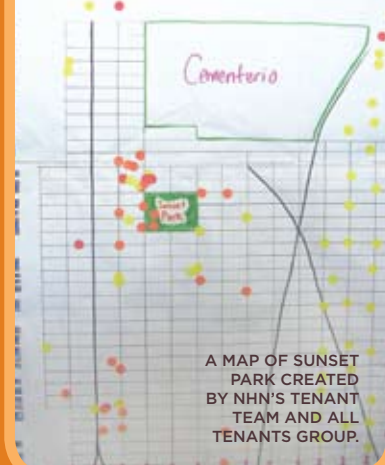 Cementerio
Sunset
Park
A MAP OF SUNSET
PARK CREATED
BY NHN'S TENANT
TEAM AND ALL
TENANTS GROUP.